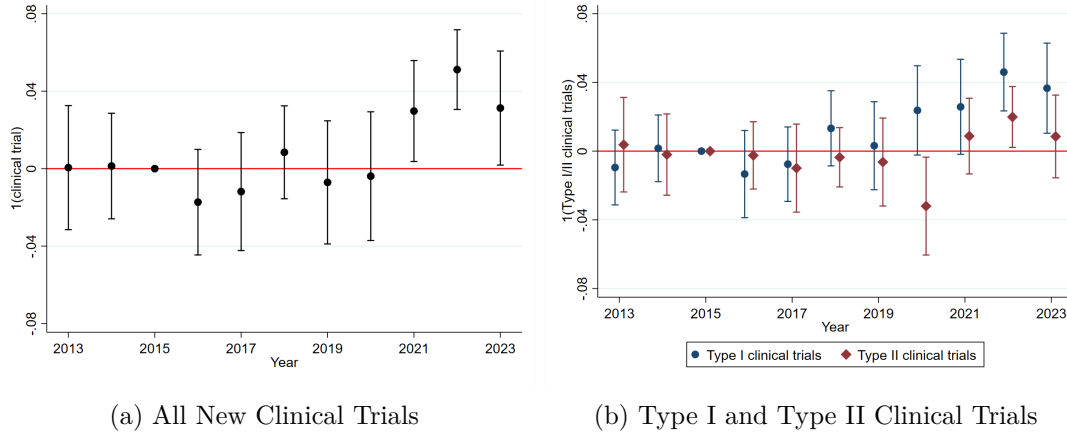 .08
.04
0
-.04
-.08
1(clinical trial)
2013 2015 2017 2019 2021 2023
Year
(a) All New Clinical Trials
.08
.04
0
-.04
-.08
1(Type I/II clinical trials)
2013 2015 2017 2019 2021 2023
Year
Type I clinical trials Type II clinical trials
(b) Type I and Type II Clinical Trials